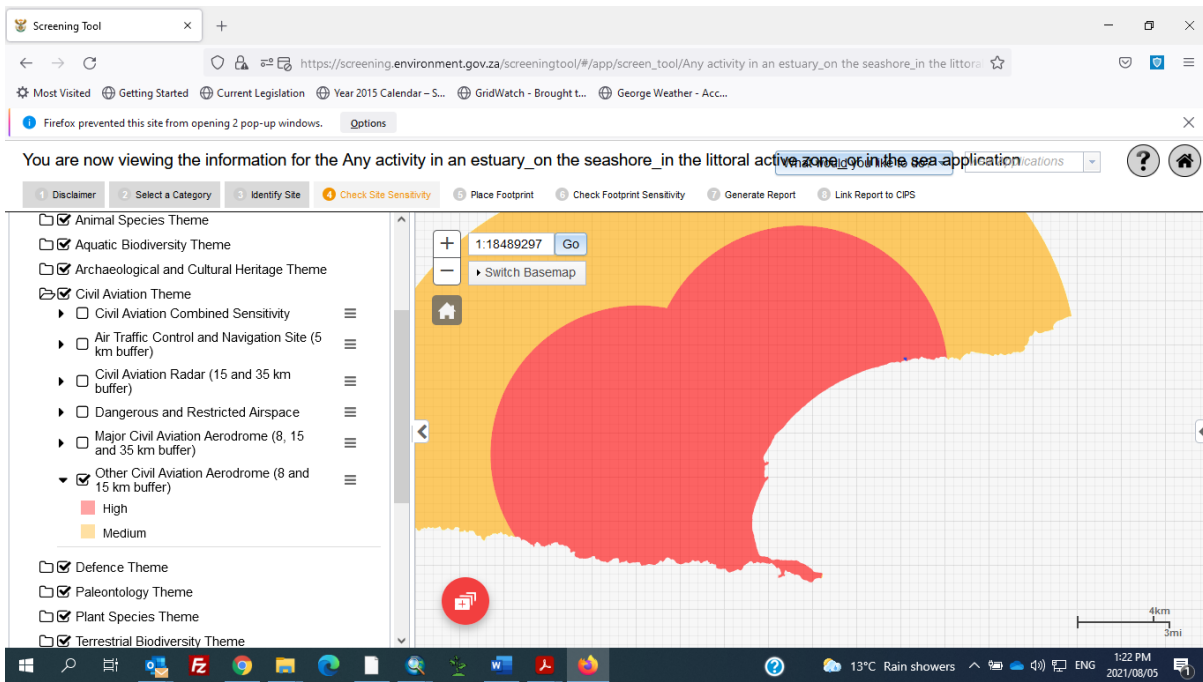 Screening Tool
https://screening.environment.gov.za/screeningtool/#/app/screen_tool/Any activity in an estuary_on the seashore_in the littoral
Most Visited Getting Started Current Legislation Year 2015 Calendar – S... GridWatch - Brought t... George Weather - Acc...
Firefox prevented this site from opening 2 pop-up windows. Options
You are now viewing the information for the Any activity in an estuary_on the seashore_in the littoral active zone_or in the sea application
What would you like to do? applications
1 Disclaimer 2 Select a Category 3 Identify Site 4 Check Site Sensitivity 5 Place Footprint 6 Check Footprint Sensitivity 7 Generate Report 8 Link Report to CIPS
Animal Species Theme
Aquatic Biodiversity Theme
Archaeological and Cultural Heritage Theme
Civil Aviation Theme
Civil Aviation Combined Sensitivity
Air Traffic Control and Navigation Site (5
km buffer)
Civil Aviation Radar (15 and 35 km
buffer)
Dangerous and Restricted Airspace
Major Civil Aviation Aerodrome (8, 15
and 35 km buffer)
Other Civil Aviation Aerodrome (8 and
15 km buffer)
High
Medium
Defence Theme
Paleontology Theme
Plant Species Theme
Terrestrial Biodiversity Theme
1:18489297 Go
Switch Basemap
4km
3mi
13°C Rain showers ENG
1:22 PM
2021/08/05